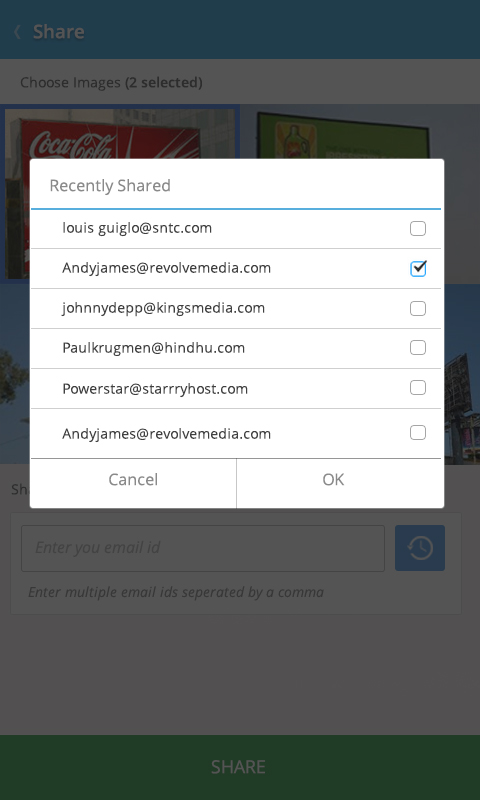 Share
Choose Images (2 selected)
Coca-Cola
Recently Shared
louis guiglo@sntc.com
Andyjames@revolvemedia.com
johnnydepp@kingsmedia.com
Paulkrugmen@hindhu.com
Powerstar@starrryhost.com
Andyjames@revolvemedia.com
Cancel
OK
Enter you email id
Enter multiple email ids seperated by a comma
SHARE